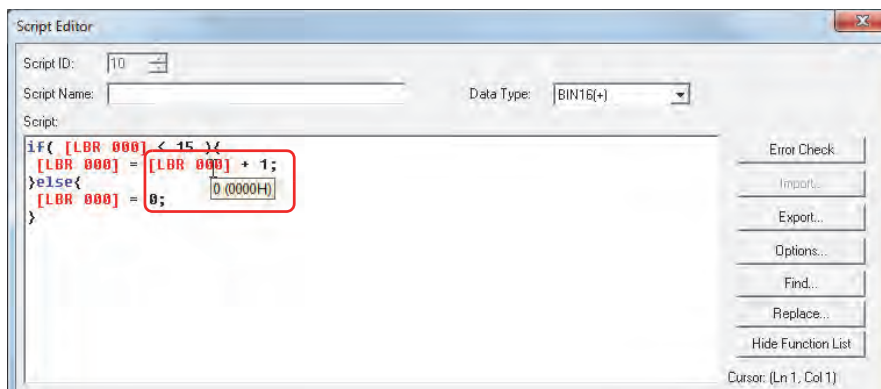 Script Editor
Script ID: 10
Script Name: Data Type: BIN16(+)
Script:
if( [LBR 000] < 15 ){
[LBR 000] = [LBR 000] + 1;
}else{
[LBR 000] = 0;
}
0 (0000H)
Error Check
Import...
Export...
Options...
Find...
Replace...
Hide Function List
Cursor: (Ln 1, Col 1)